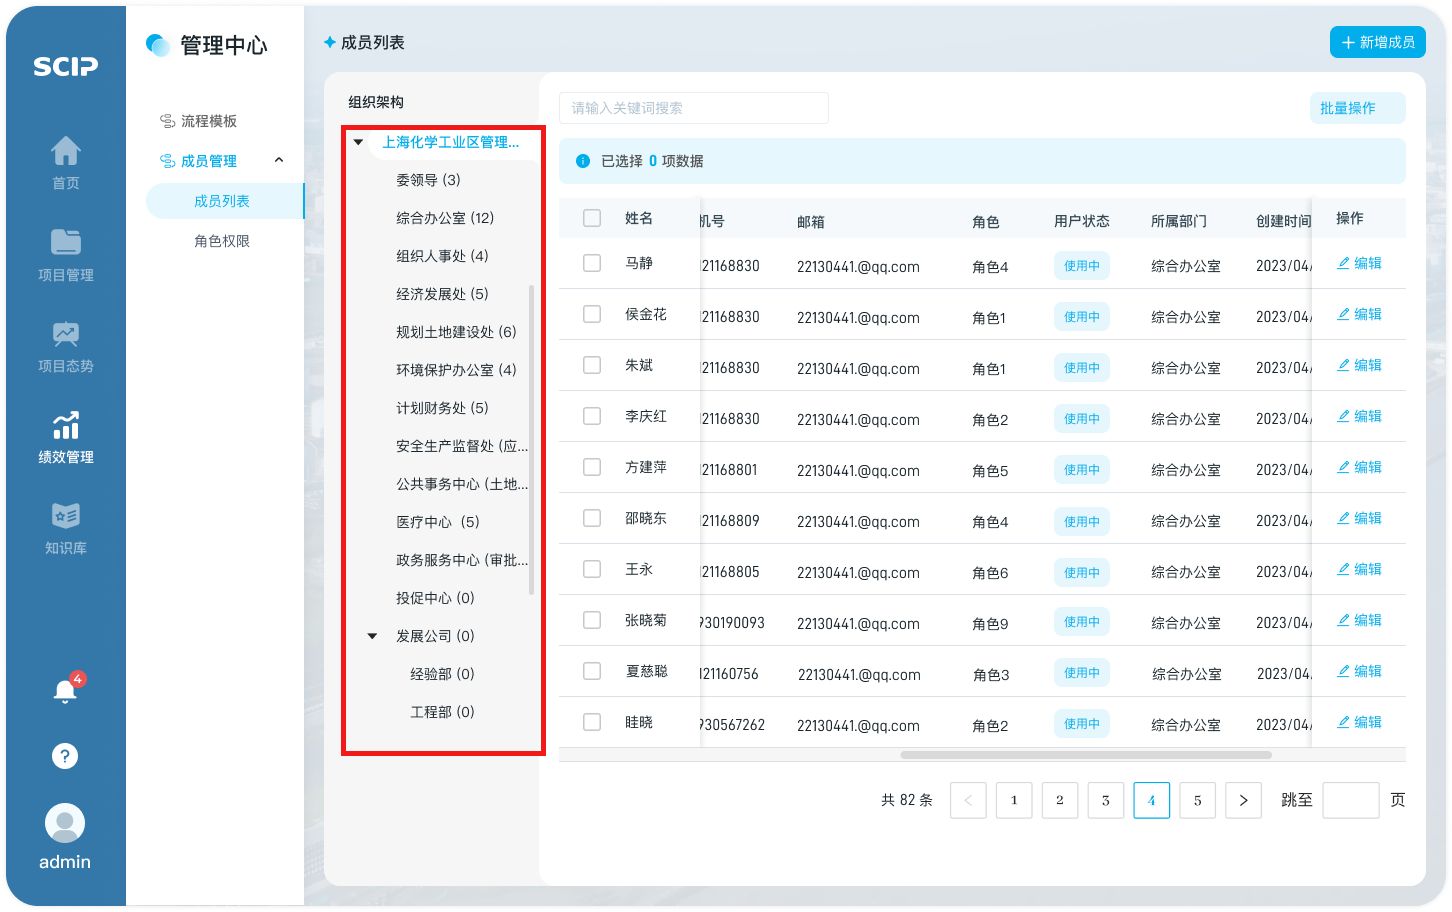 SCIP
首页
项目管理
项目态势
绩效管理
知识库
4
?
admin
管理中心
流程模板
成员管理
成员列表
角色权限
成员列表
新增成员
组织架构
上海化学工业区管理...
委领导 (3)
综合办公室 (12)
组织人事处 (4)
经济发展处 (5)
规划土地建设处 (6)
环境保护办公室 (4)
计划财务处 (5)
安全生产监督处 (应...
公共事务中心 (土地...
医疗中心 (5)
政务服务中心 (审批...
投促中心 (0)
发展公司 (0)
经验部 (0)
工程部 (0)
请输入关键词搜索
批量操作
已选择 0 项数据
姓名 机号 邮箱 角色 用户状态 所属部门 创建时间 操作
马静 121168830 22130441.@qq.com 角色4 使用中 综合办公室 2023/04/ 编辑
侯金花 121168830 22130441.@qq.com 角色1 使用中 综合办公室 2023/04/ 编辑
朱斌 121168830 22130441.@qq.com 角色1 使用中 综合办公室 2023/04/ 编辑
李庆红 121168830 22130441.@qq.com 角色2 使用中 综合办公室 2023/04/ 编辑
方建萍 121168801 22130441.@qq.com 角色5 使用中 综合办公室 2023/04/ 编辑
邵晓东 121168809 22130441.@qq.com 角色4 使用中 综合办公室 2023/04/ 编辑
王永 121168805 22130441.@qq.com 角色6 使用中 综合办公室 2023/04/ 编辑
张晓菊 930190093 22130441.@qq.com 角色9 使用中 综合办公室 2023/04/ 编辑
夏慈聪 121160756 22130441.@qq.com 角色3 使用中 综合办公室 2023/04/ 编辑
眭晓 930567262 22130441.@qq.com 角色2 使用中 综合办公室 2023/04/ 编辑
共 82 条 < 1 2 3 4 5 > 跳至 页